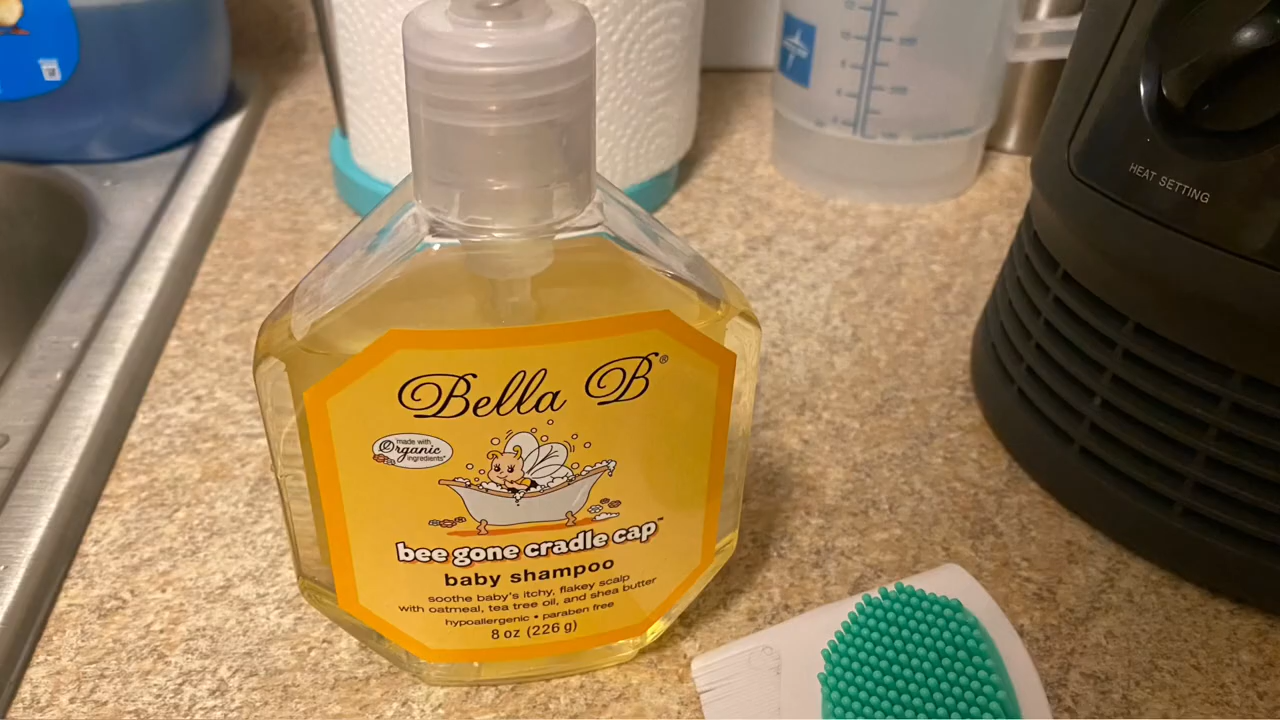 Bella B®
made with
Organic
ingredients*
bee gone cradle cap™
baby shampoo
soothe baby's itchy, flakey scalp
with oatmeal, tea tree oil, and shea butter
hypoallergenic • paraben free
8 oz (226 g)
HEAT SETTING